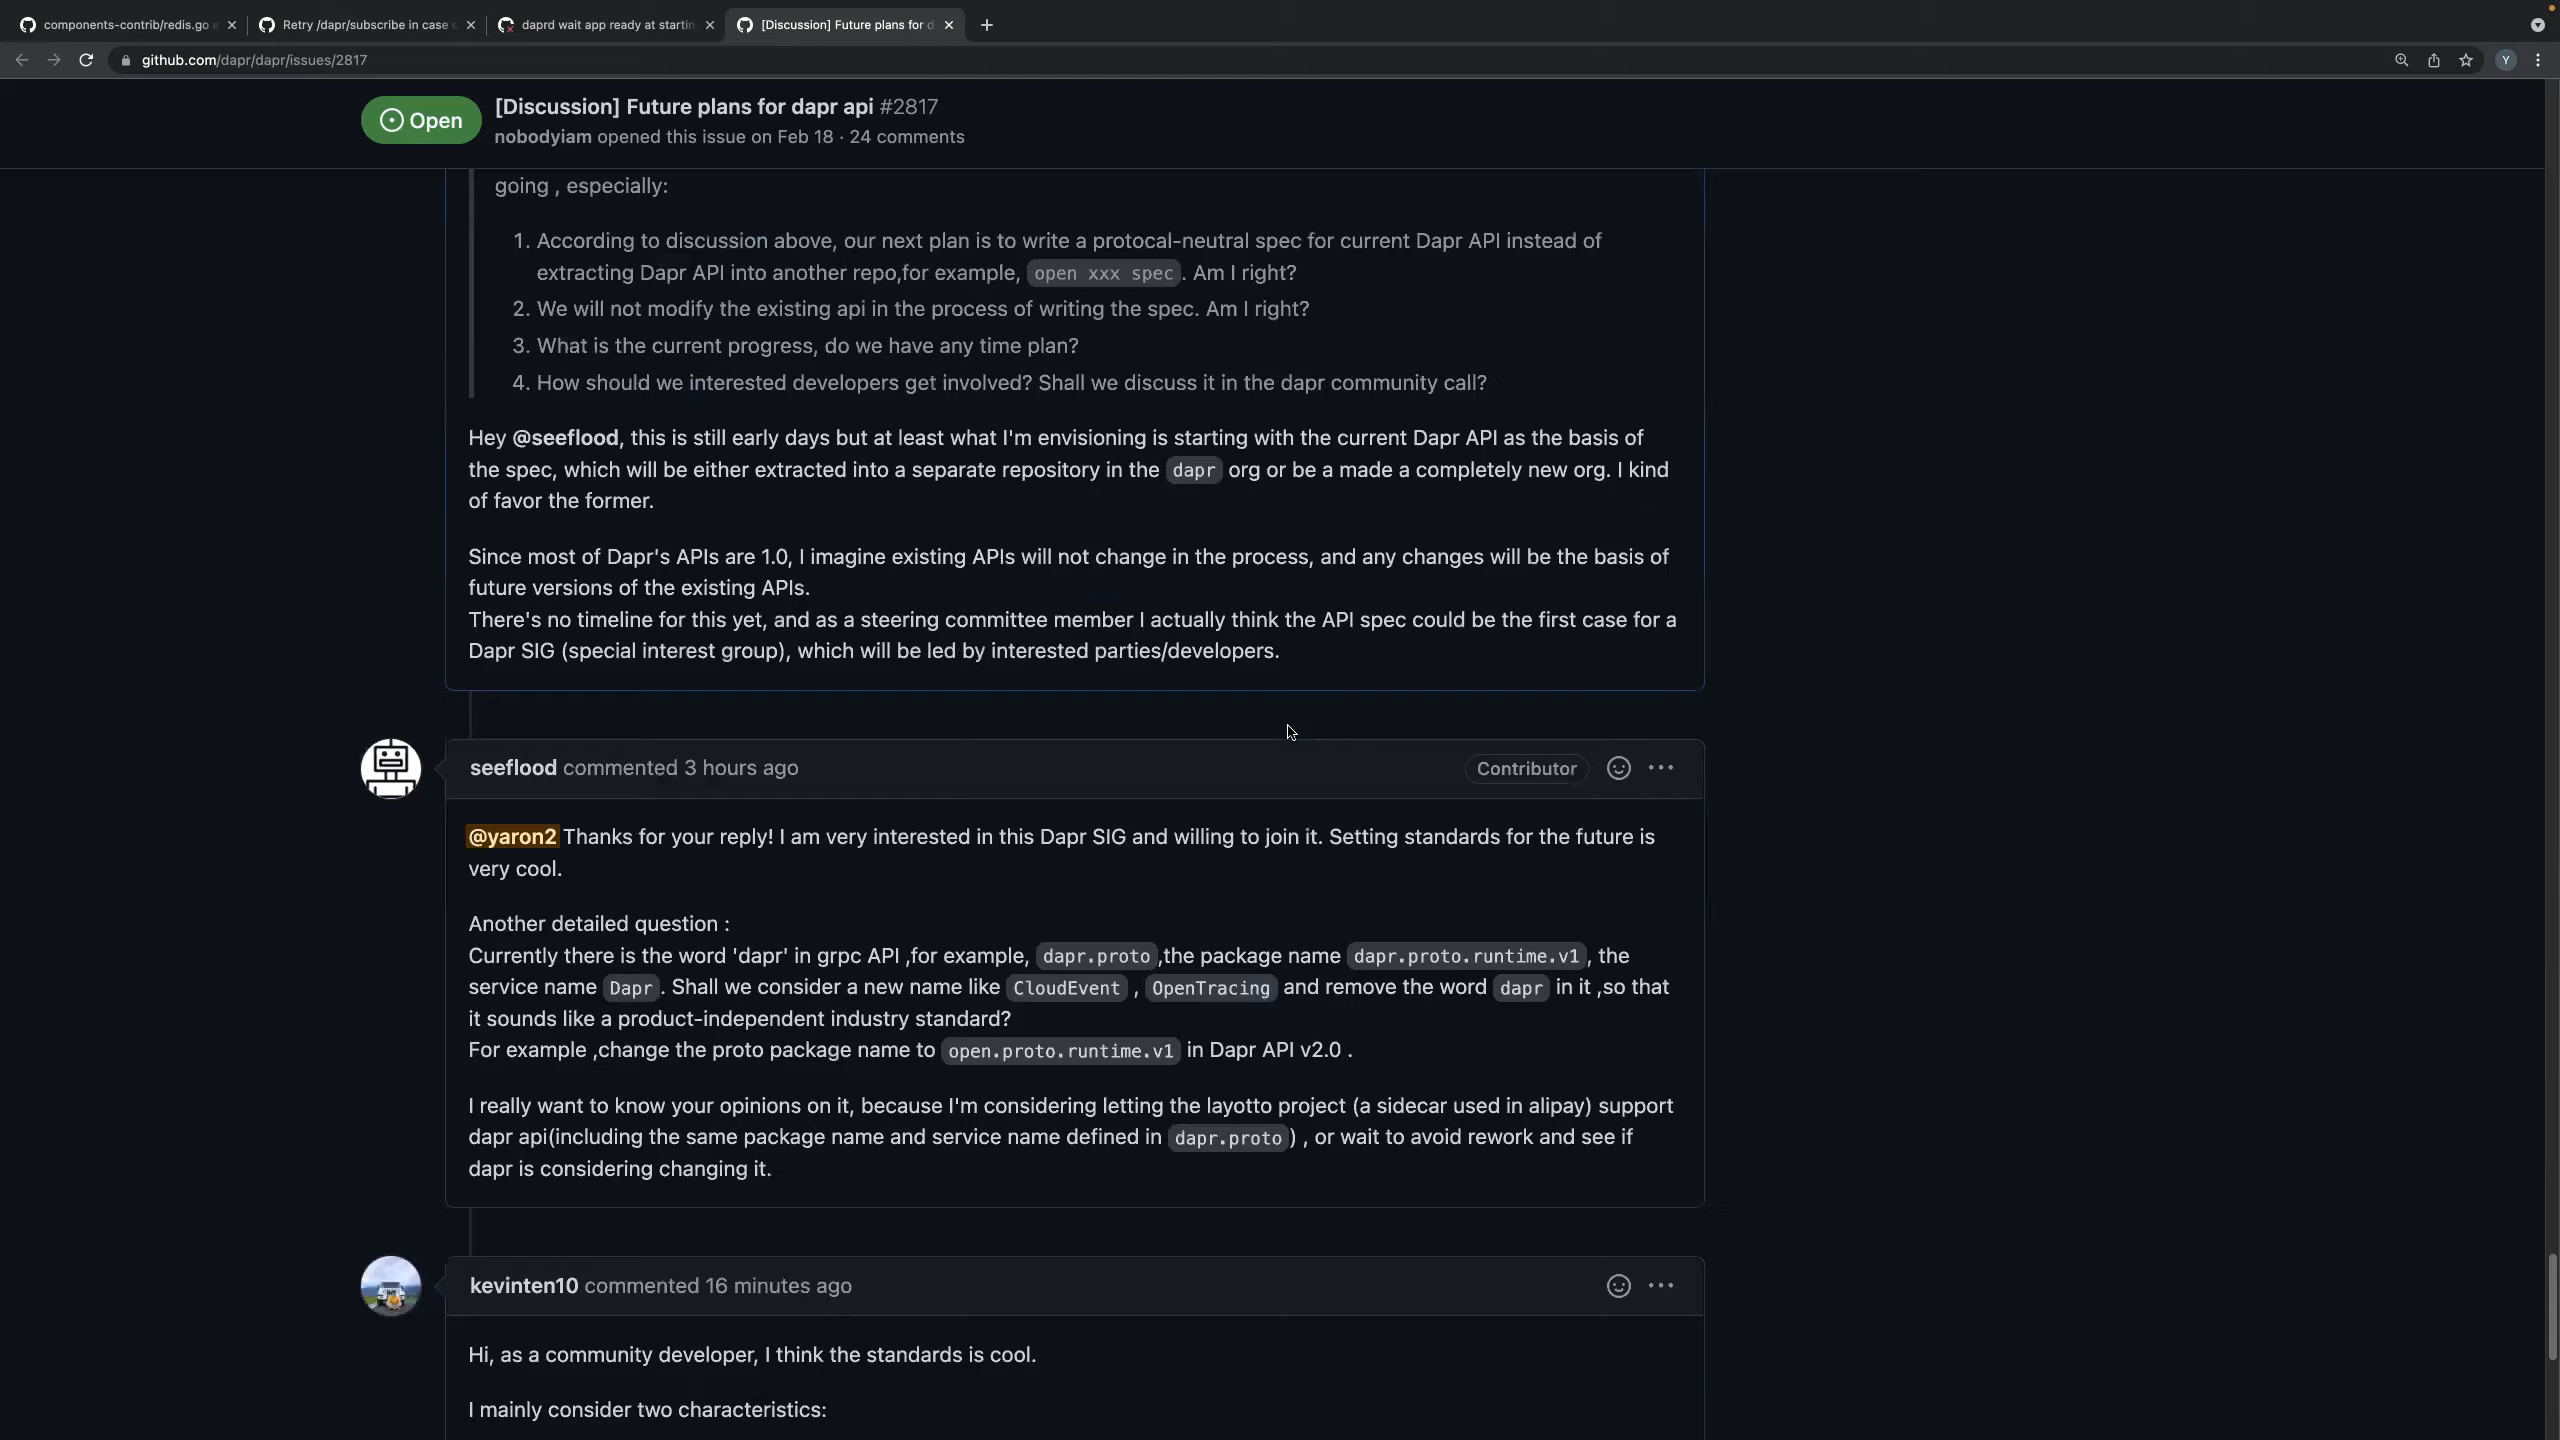 components-contrib/redis.go a
Retry /dapr/subscribe in case o
daprd wait app ready at startin
[Discussion] Future plans for d
github.com/dapr/dapr/issues/2817
Y
Open
[Discussion] Future plans for dapr api #2817
nobodyiam opened this issue on Feb 18 · 24 comments
going , especially:
1. According to discussion above, our next plan is to write a protocal-neutral spec for current Dapr API instead of
extracting Dapr API into another repo,for example, open xxx spec. Am I right?
2. We will not modify the existing api in the process of writing the spec. Am I right?
3. What is the current progress, do we have any time plan?
4. How should we interested developers get involved? Shall we discuss it in the dapr community call?
Hey @seeflood, this is still early days but at least what I'm envisioning is starting with the current Dapr API as the basis of
the spec, which will be either extracted into a separate repository in the dapr org or be a made a completely new org. I kind
of favor the former.
Since most of Dapr's APIs are 1.0, I imagine existing APIs will not change in the process, and any changes will be the basis of
future versions of the existing APIs.
There's no timeline for this yet, and as a steering committee member I actually think the API spec could be the first case for a
Dapr SIG (special interest group), which will be led by interested parties/developers.
seeflood commented 3 hours ago
Contributor
@yaron2 Thanks for your reply! I am very interested in this Dapr SIG and willing to join it. Setting standards for the future is
very cool.
Another detailed question :
Currently there is the word 'dapr' in grpc API ,for example, dapr.proto ,the package name dapr.proto.runtime.v1 , the
service name Dapr . Shall we consider a new name like CloudEvent , OpenTracing and remove the word dapr in it ,so that
it sounds like a product-independent industry standard?
For example ,change the proto package name to open.proto.runtime.v1 in Dapr API v2.0 .
I really want to know your opinions on it, because I'm considering letting the layotto project (a sidecar used in alipay) support
dapr api(including the same package name and service name defined in dapr.proto ) , or wait to avoid rework and see if
dapr is considering changing it.
kevinten10 commented 16 minutes ago
Hi, as a community developer, I think the standards is cool.
I mainly consider two characteristics: